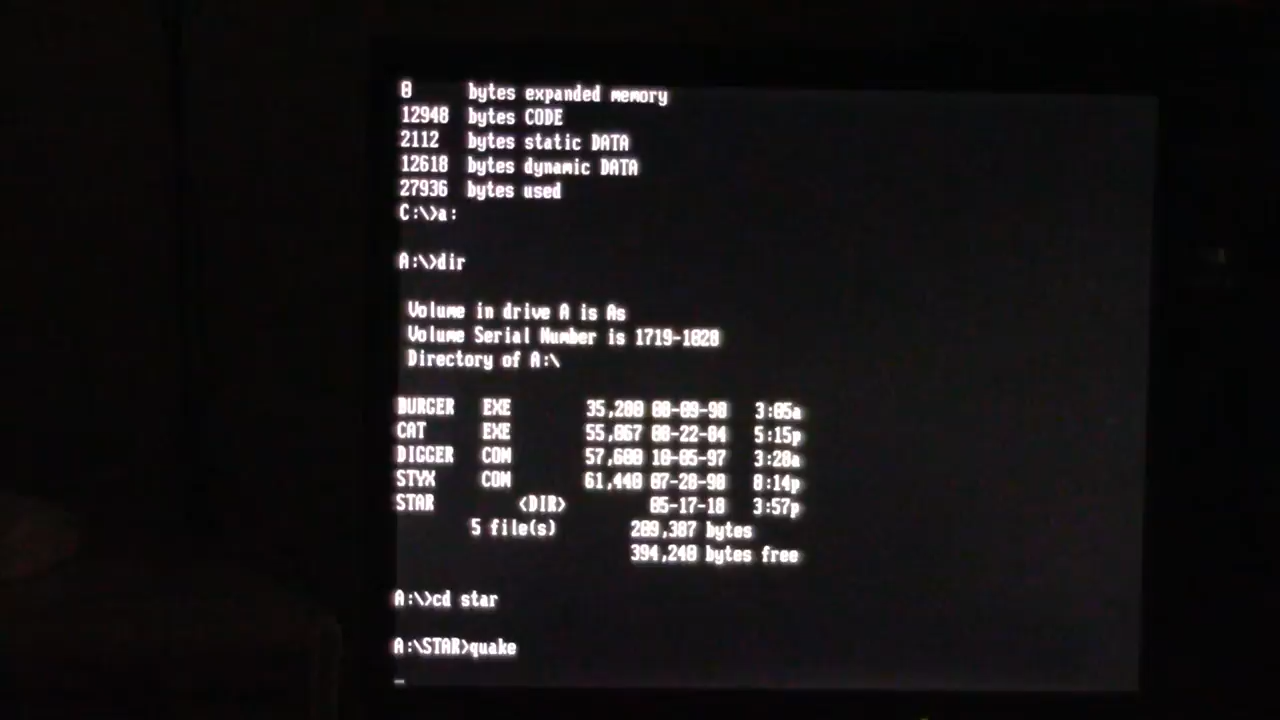 0 bytes expanded memory
12948 bytes CODE
2112 bytes static DATA
12618 bytes dynamic DATA
27936 bytes used
C:\>a:
A:\>dir
Volume in drive A is As
Volume Serial Number is 1719-1020
Directory of A:\
BURGER EXE 35,200 80-09-90 3:05a
CAT EXE 55,067 08-22-84 5:15p
DIGGER COM 57,600 10-05-97 3:20a
STYX COM 61,440 07-20-90 8:14p
STAR <DIR> 05-17-18 3:57p
5 file(s) 209,307 bytes
394,240 bytes free
A:\>cd star
A:\STAR>quake